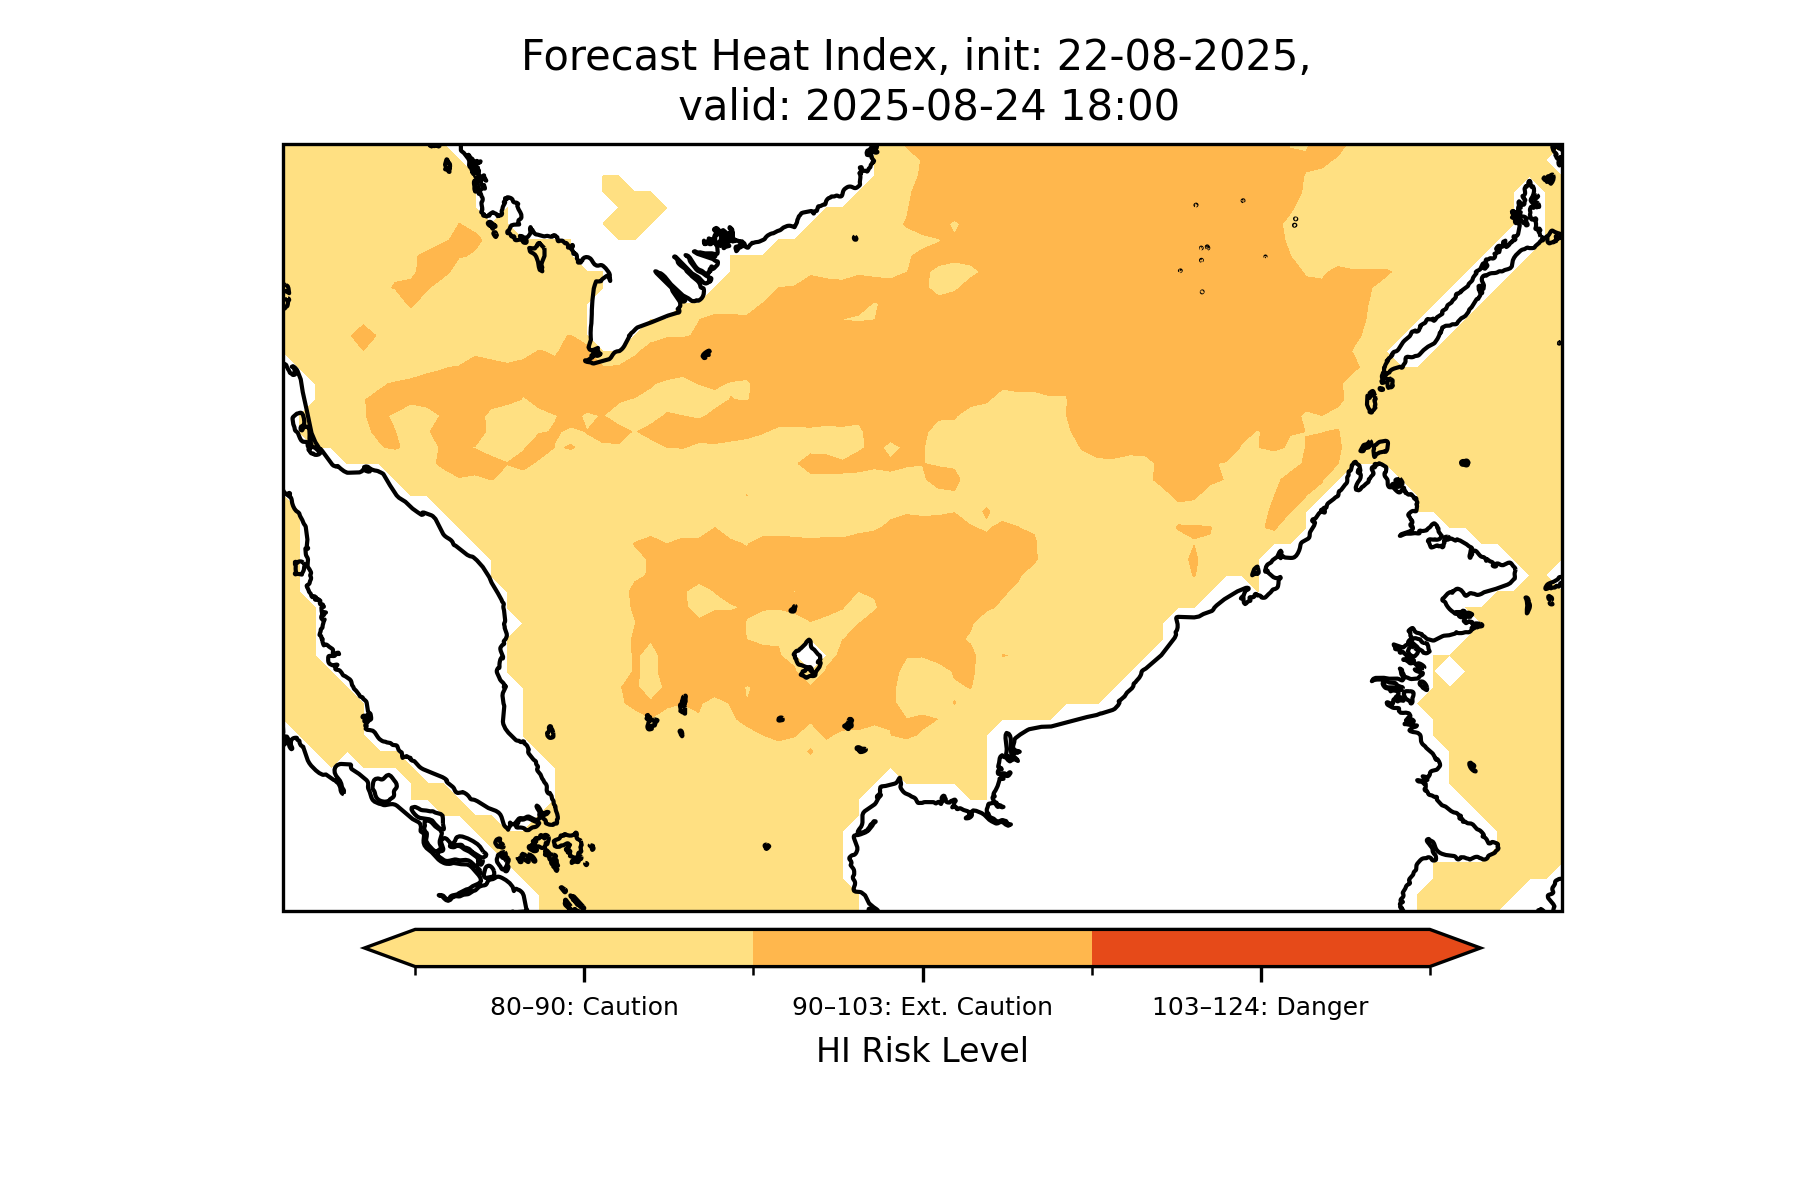 Forecast Heat Index, init: 22-08-2025,
valid: 2025-08-24 18:00
80–90: Caution
90–103: Ext. Caution
103–124: Danger
HI Risk Level